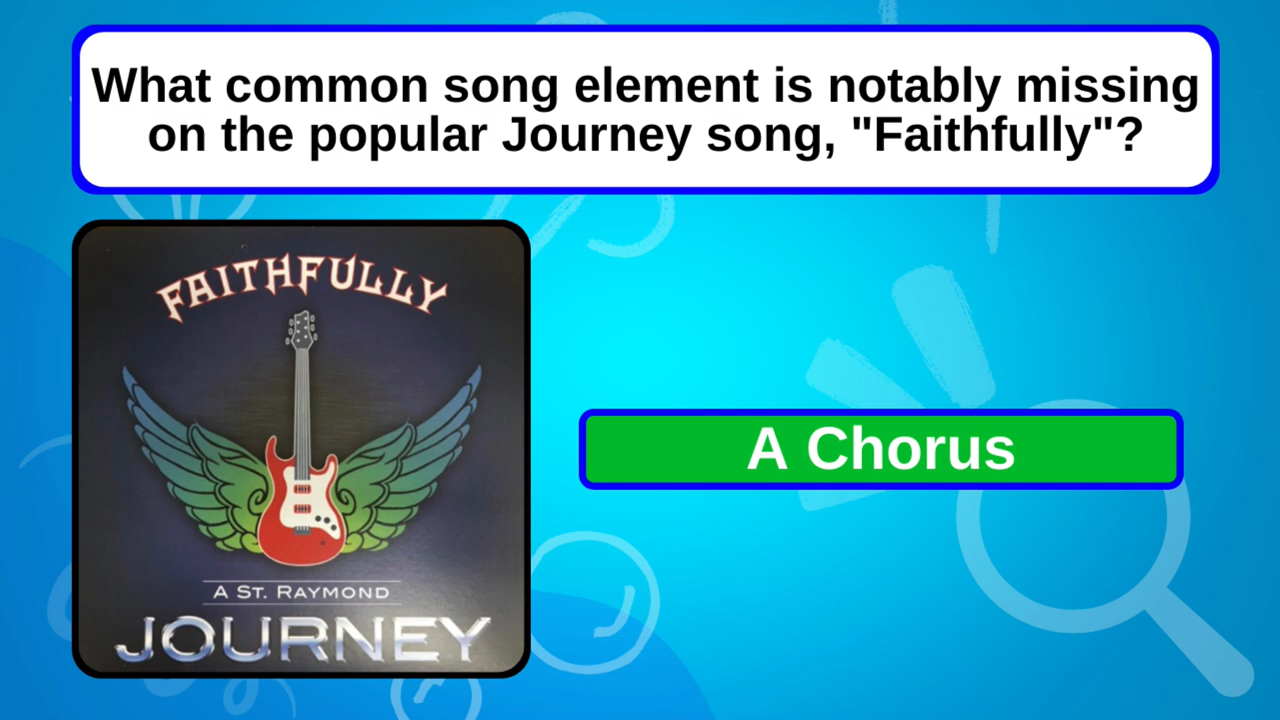 What common song element is notably missing
on the popular Journey song, "Faithfully"?
FAITHFULLY
A ST. RAYMOND
JOURNEY
A Chorus